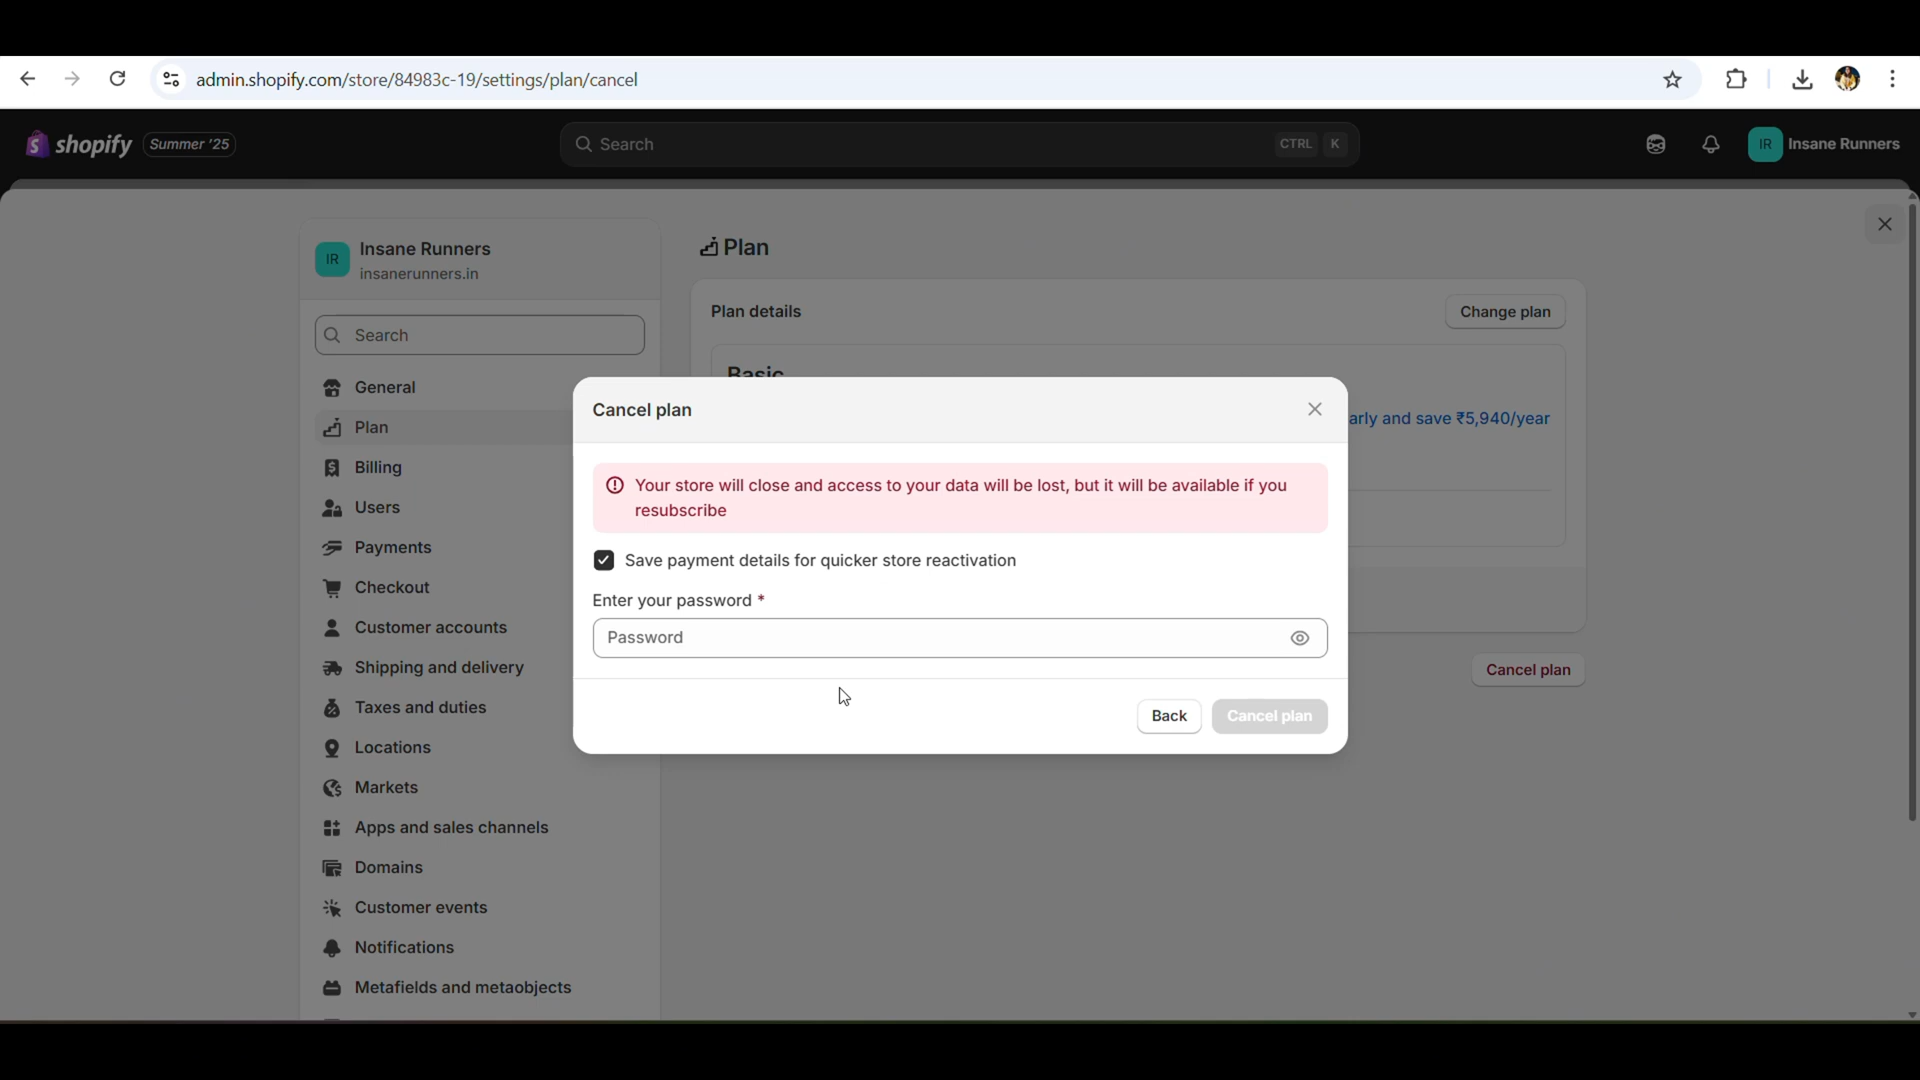 admin.shopify.com/store/84983c-19/settings/plan/cancel
shopify
Summer '25
Search
CTRL K
IR
Insane Runners
IR
Insane Runners
insanerunners.in
Search
General
Plan
Billing
Users
Payments
Checkout
Customer accounts
Shipping and delivery
Taxes and duties
Locations
Markets
Apps and sales channels
Domains
Customer events
Notifications
Metafields and metaobjects
Plan
Plan details
Change plan
Basic
arly and save ₹5,940/year
Cancel plan
Cancel plan
Your store will close and access to your data will be lost, but it will be available if you
resubscribe
Save payment details for quicker store reactivation
Enter your password *
Password
Back
Cancel plan